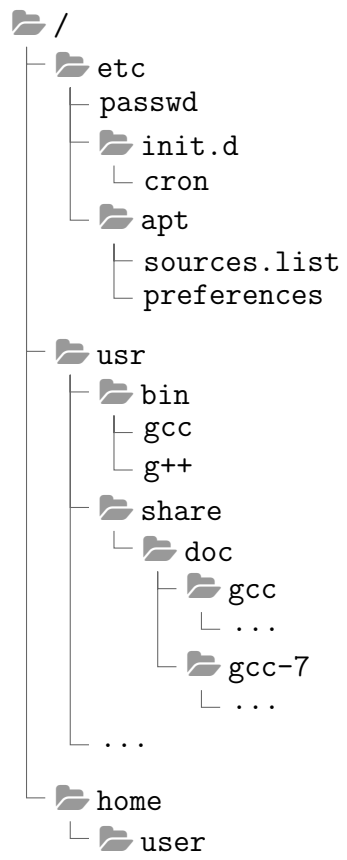 /
etc
passwd
init.d
cron
apt
sources.list
preferences
usr
bin
gcc
g++
share
doc
gcc
...
gcc-7
...
...
home
user